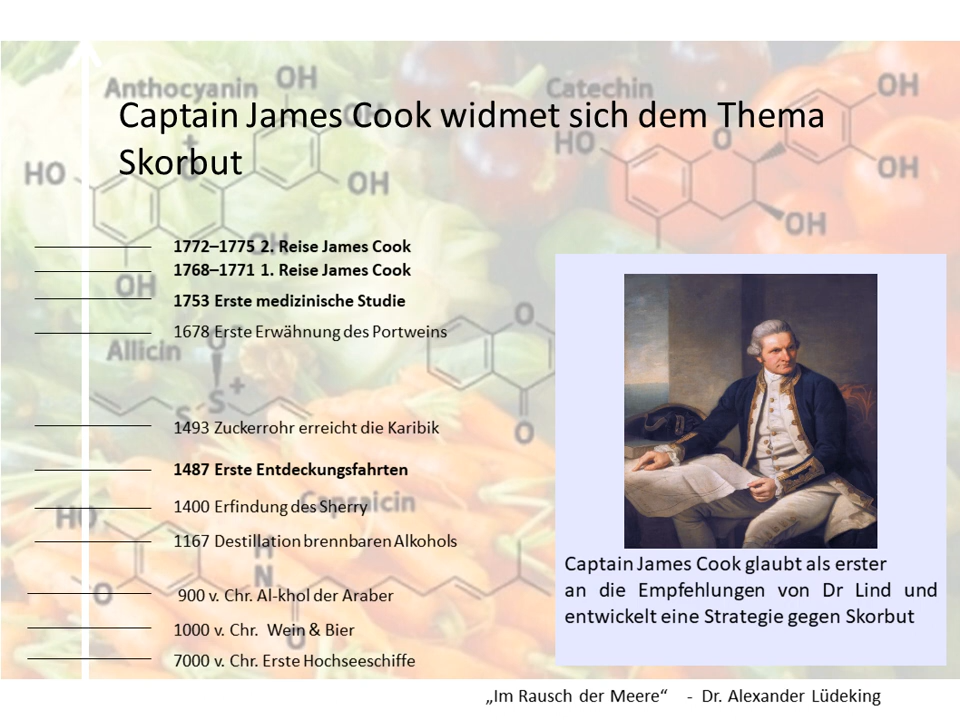 Anthocyanin OH
Catechin OH
Captain James Cook widmet sich dem Thema
Skorbut
HO + OH
HO O OH
OH
OH
1772–1775 2. Reise James Cook
1768–1771 1. Reise James Cook
OH
1753 Erste medizinische Studie
1678 Erste Erwähnung des Portweins
O
Allicin O
S S +
1493 Zuckerrohr erreicht die Karibik
O
1487 Erste Entdeckungsfahrten
1400 Erfindung des Sherry
Capsaicin
HO
1167 Destillation brennbaren Alkohols
H
N
O
O
900 v. Chr. Al-khol der Araber
1000 v. Chr. Wein & Bier
7000 v. Chr. Erste Hochseeschiffe
Captain James Cook glaubt als erster
an die Empfehlungen von Dr Lind und
entwickelt eine Strategie gegen Skorbut
„Im Rausch der Meere“ - Dr. Alexander Lüdeking